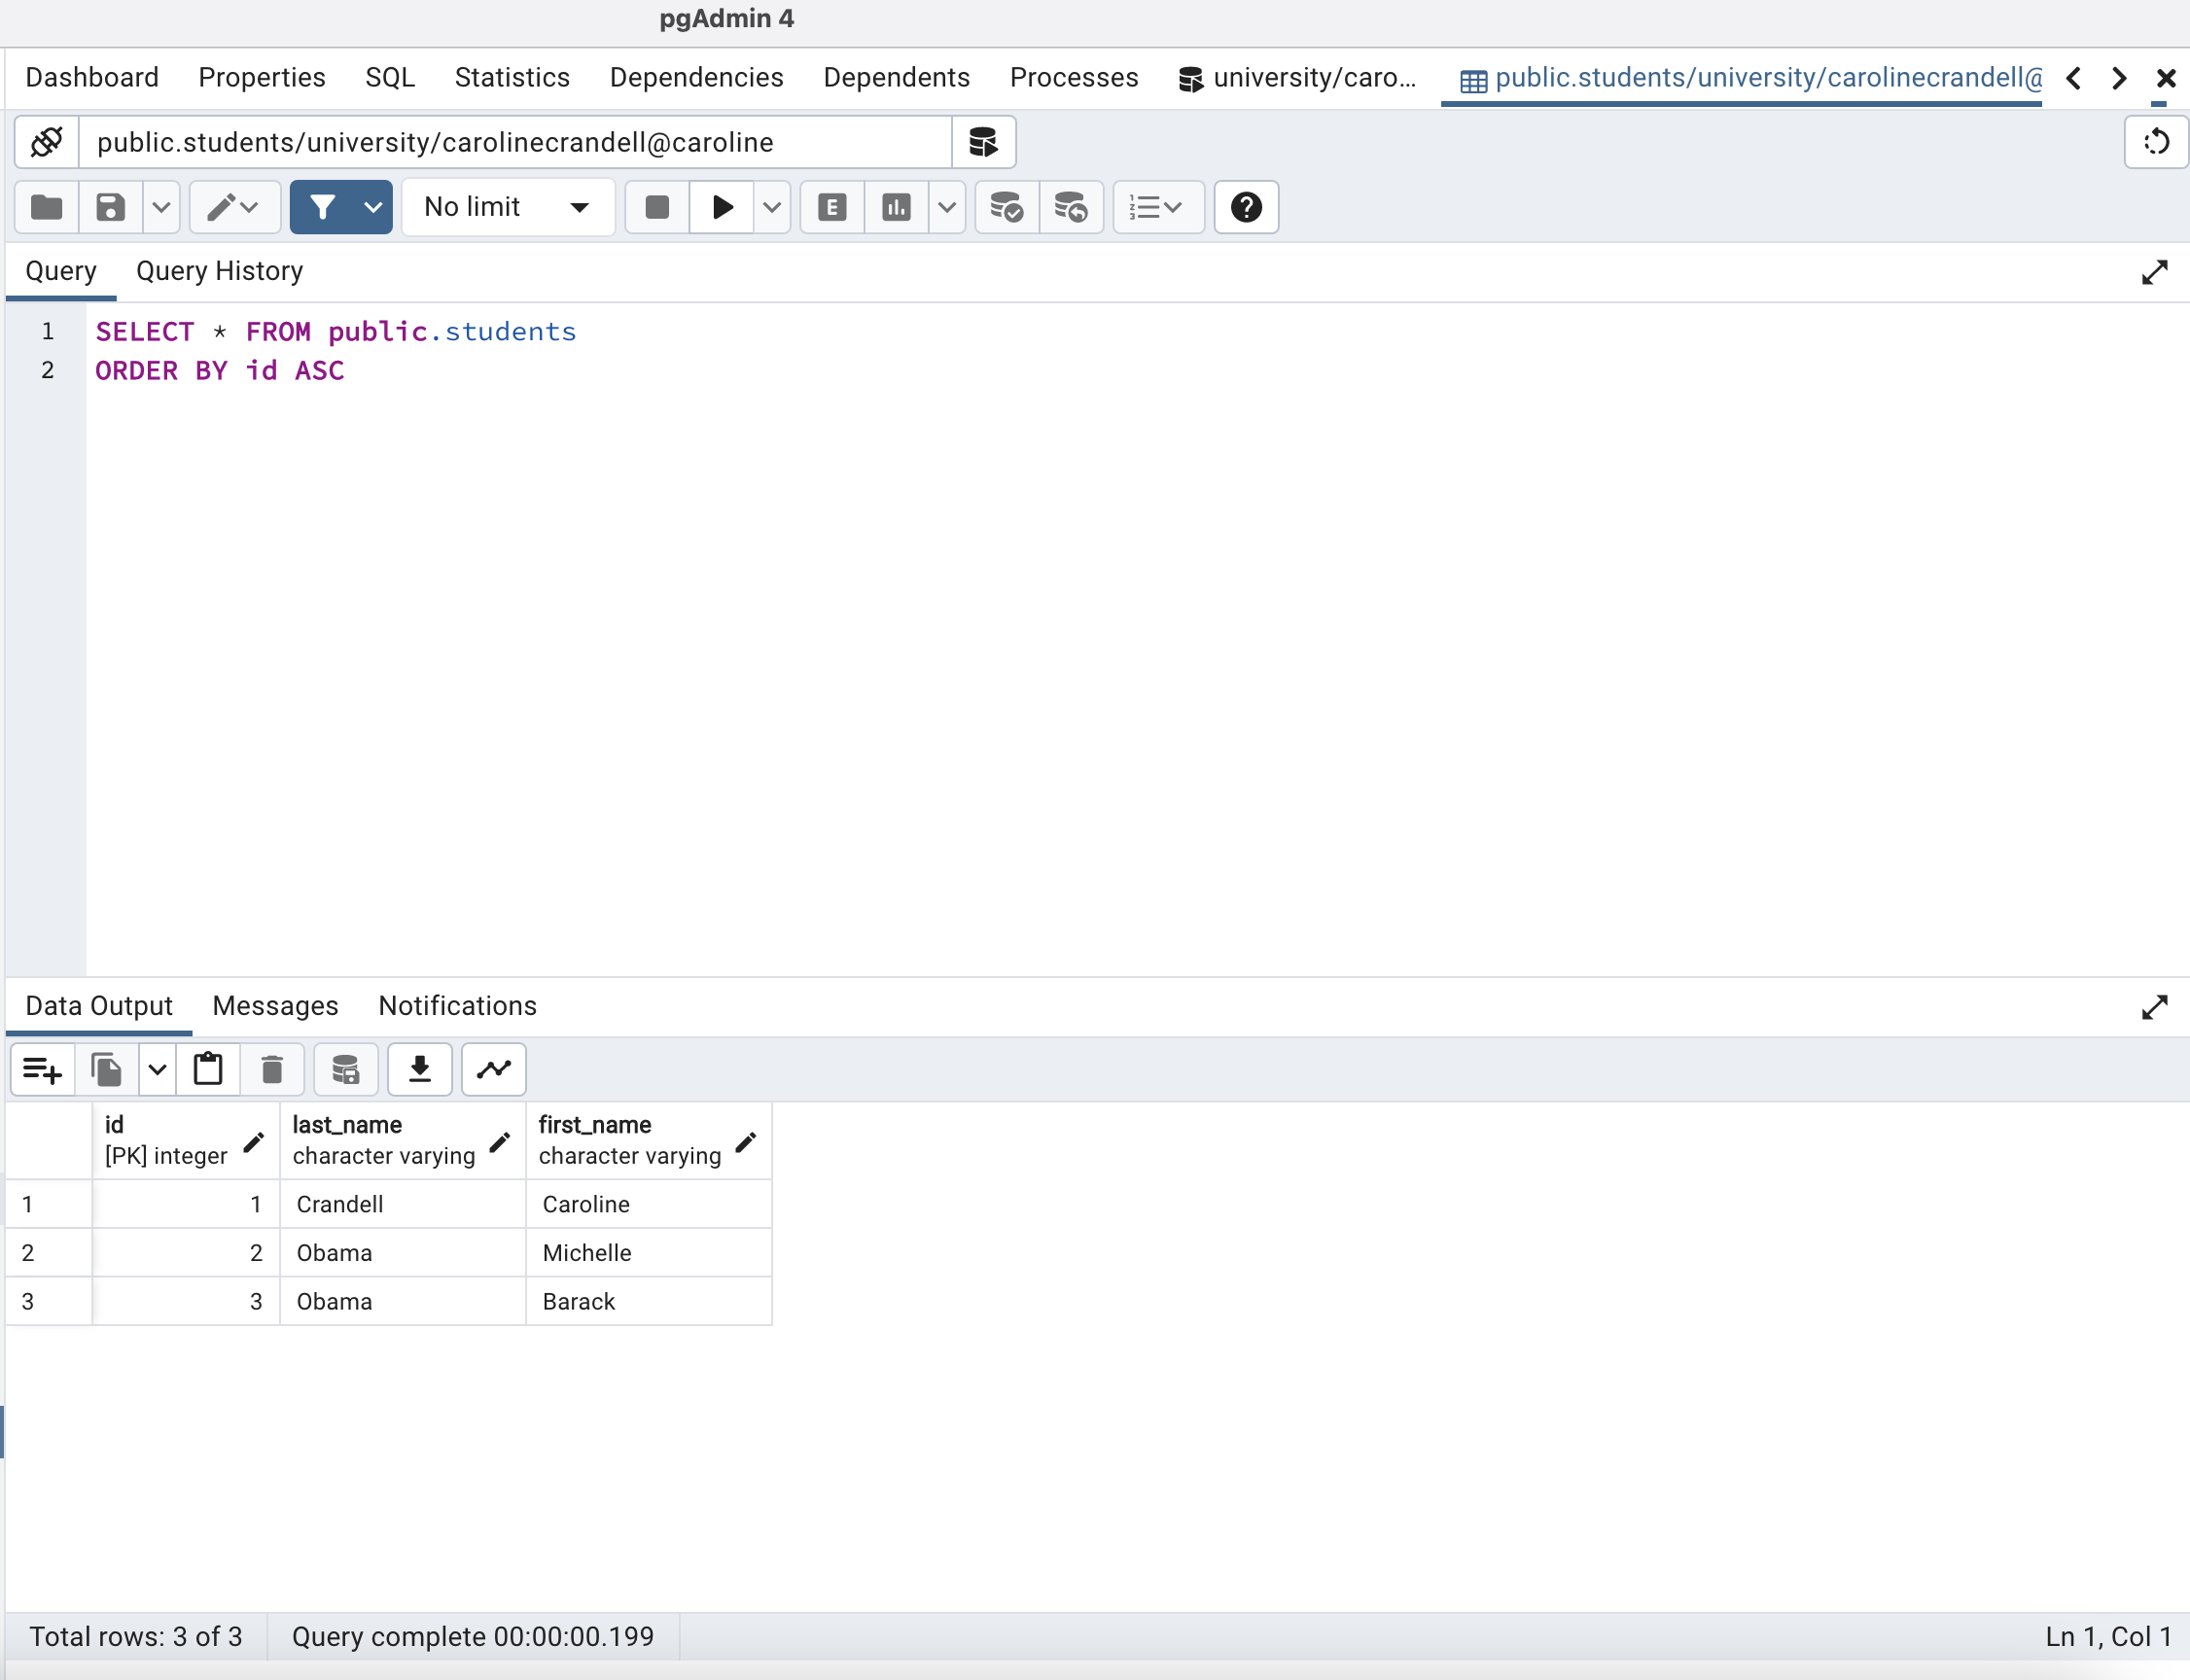 pgAdmin 4
Dashboard Properties SQL Statistics Dependencies Dependents Processes university/caro... public.students/university/carolinecrandell@
public.students/university/carolinecrandell@caroline
No limit E
Query Query History
1 SELECT * FROM public.students
2 ORDER BY id ASC
Data Output Messages Notifications
id last_name first_name
[PK] integer character varying character varying
1 1 Crandell Caroline
2 2 Obama Michelle
3 3 Obama Barack
Total rows: 3 of 3 Query complete 00:00:00.199 Ln 1, Col 1